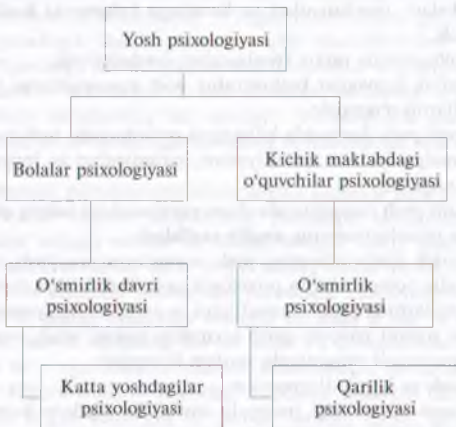 Yosh psixologiyasi
Bolalar psixologiyasi
Kichik maktabdagi
o‘quvchilar psixologiyasi
O‘smirlik davri
psixologiyasi
O‘smirlik
psixologiyasi
Katta yoshdagilar
psixologiyasi
Qarilik
psixologiyasi